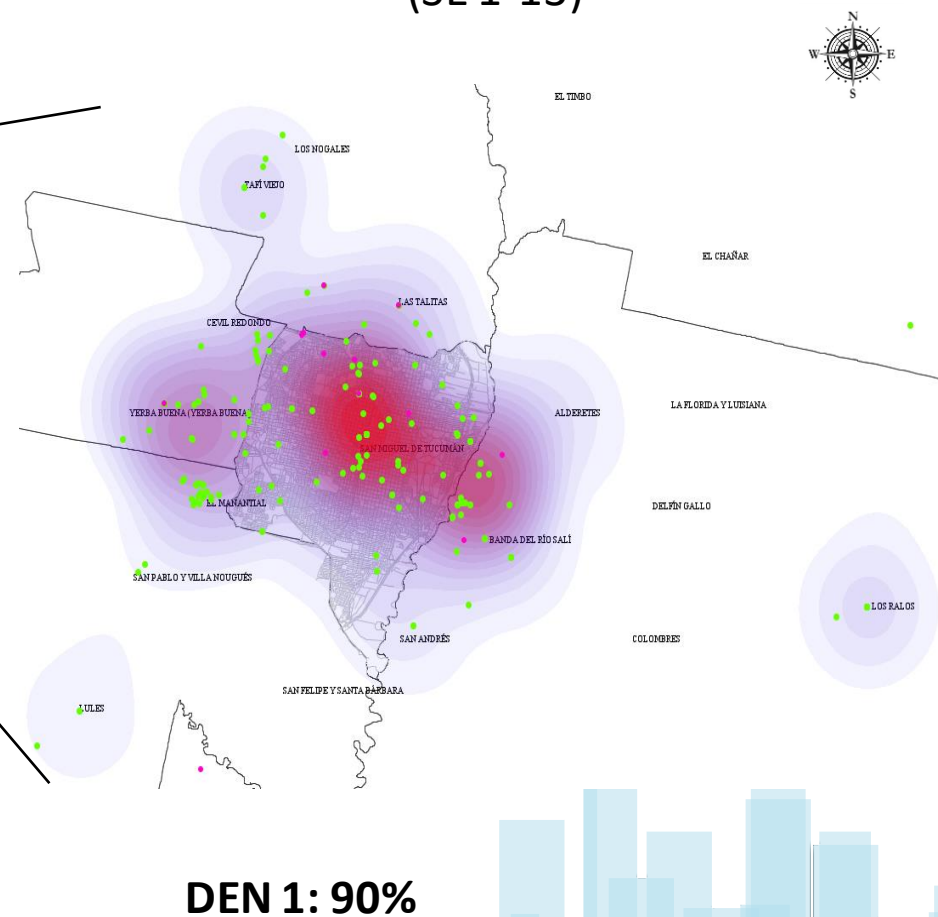 (SE 1-13)
N
W E
S
EL TIMBO
LOS NOGALES
TAFÍ VIEJO
EL CHAÑAR
LAS TALITAS
CEVIL REDONDO
YERBA BUENA (YERBA BUENA)
ALDERETES
LA FLORIDA Y LUISIANA
SAN MIGUEL DE TUCUMÁN
EL MANANTIAL
DELFÍN GALLO
BANDA DEL RÍO SALÍ
SAN PABLO Y VILLA NOUGUÉS
LOS RALOS
SAN ANDRÉS
COLOMBRES
SAN FELIPE Y SANTA BÁRBARA
LULES
DEN 1: 90%